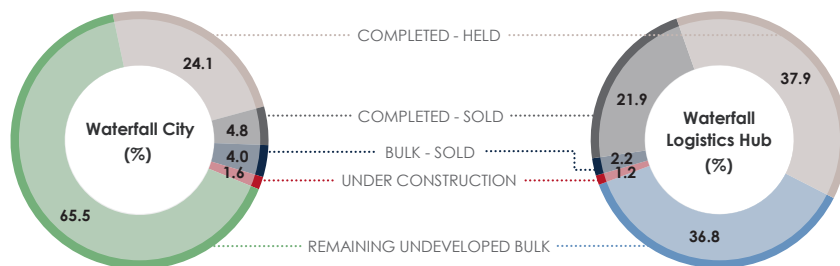 COMPLETED - HELD
24.1
37.9
21.9
COMPLETED - SOLD
Waterfall City
(%)
4.8
Waterfall
Logistics Hub
(%)
BULK - SOLD
4.0
2.2
1.6
1.2
UNDER CONSTRUCTION
65.5
36.8
REMAINING UNDEVELOPED BULK